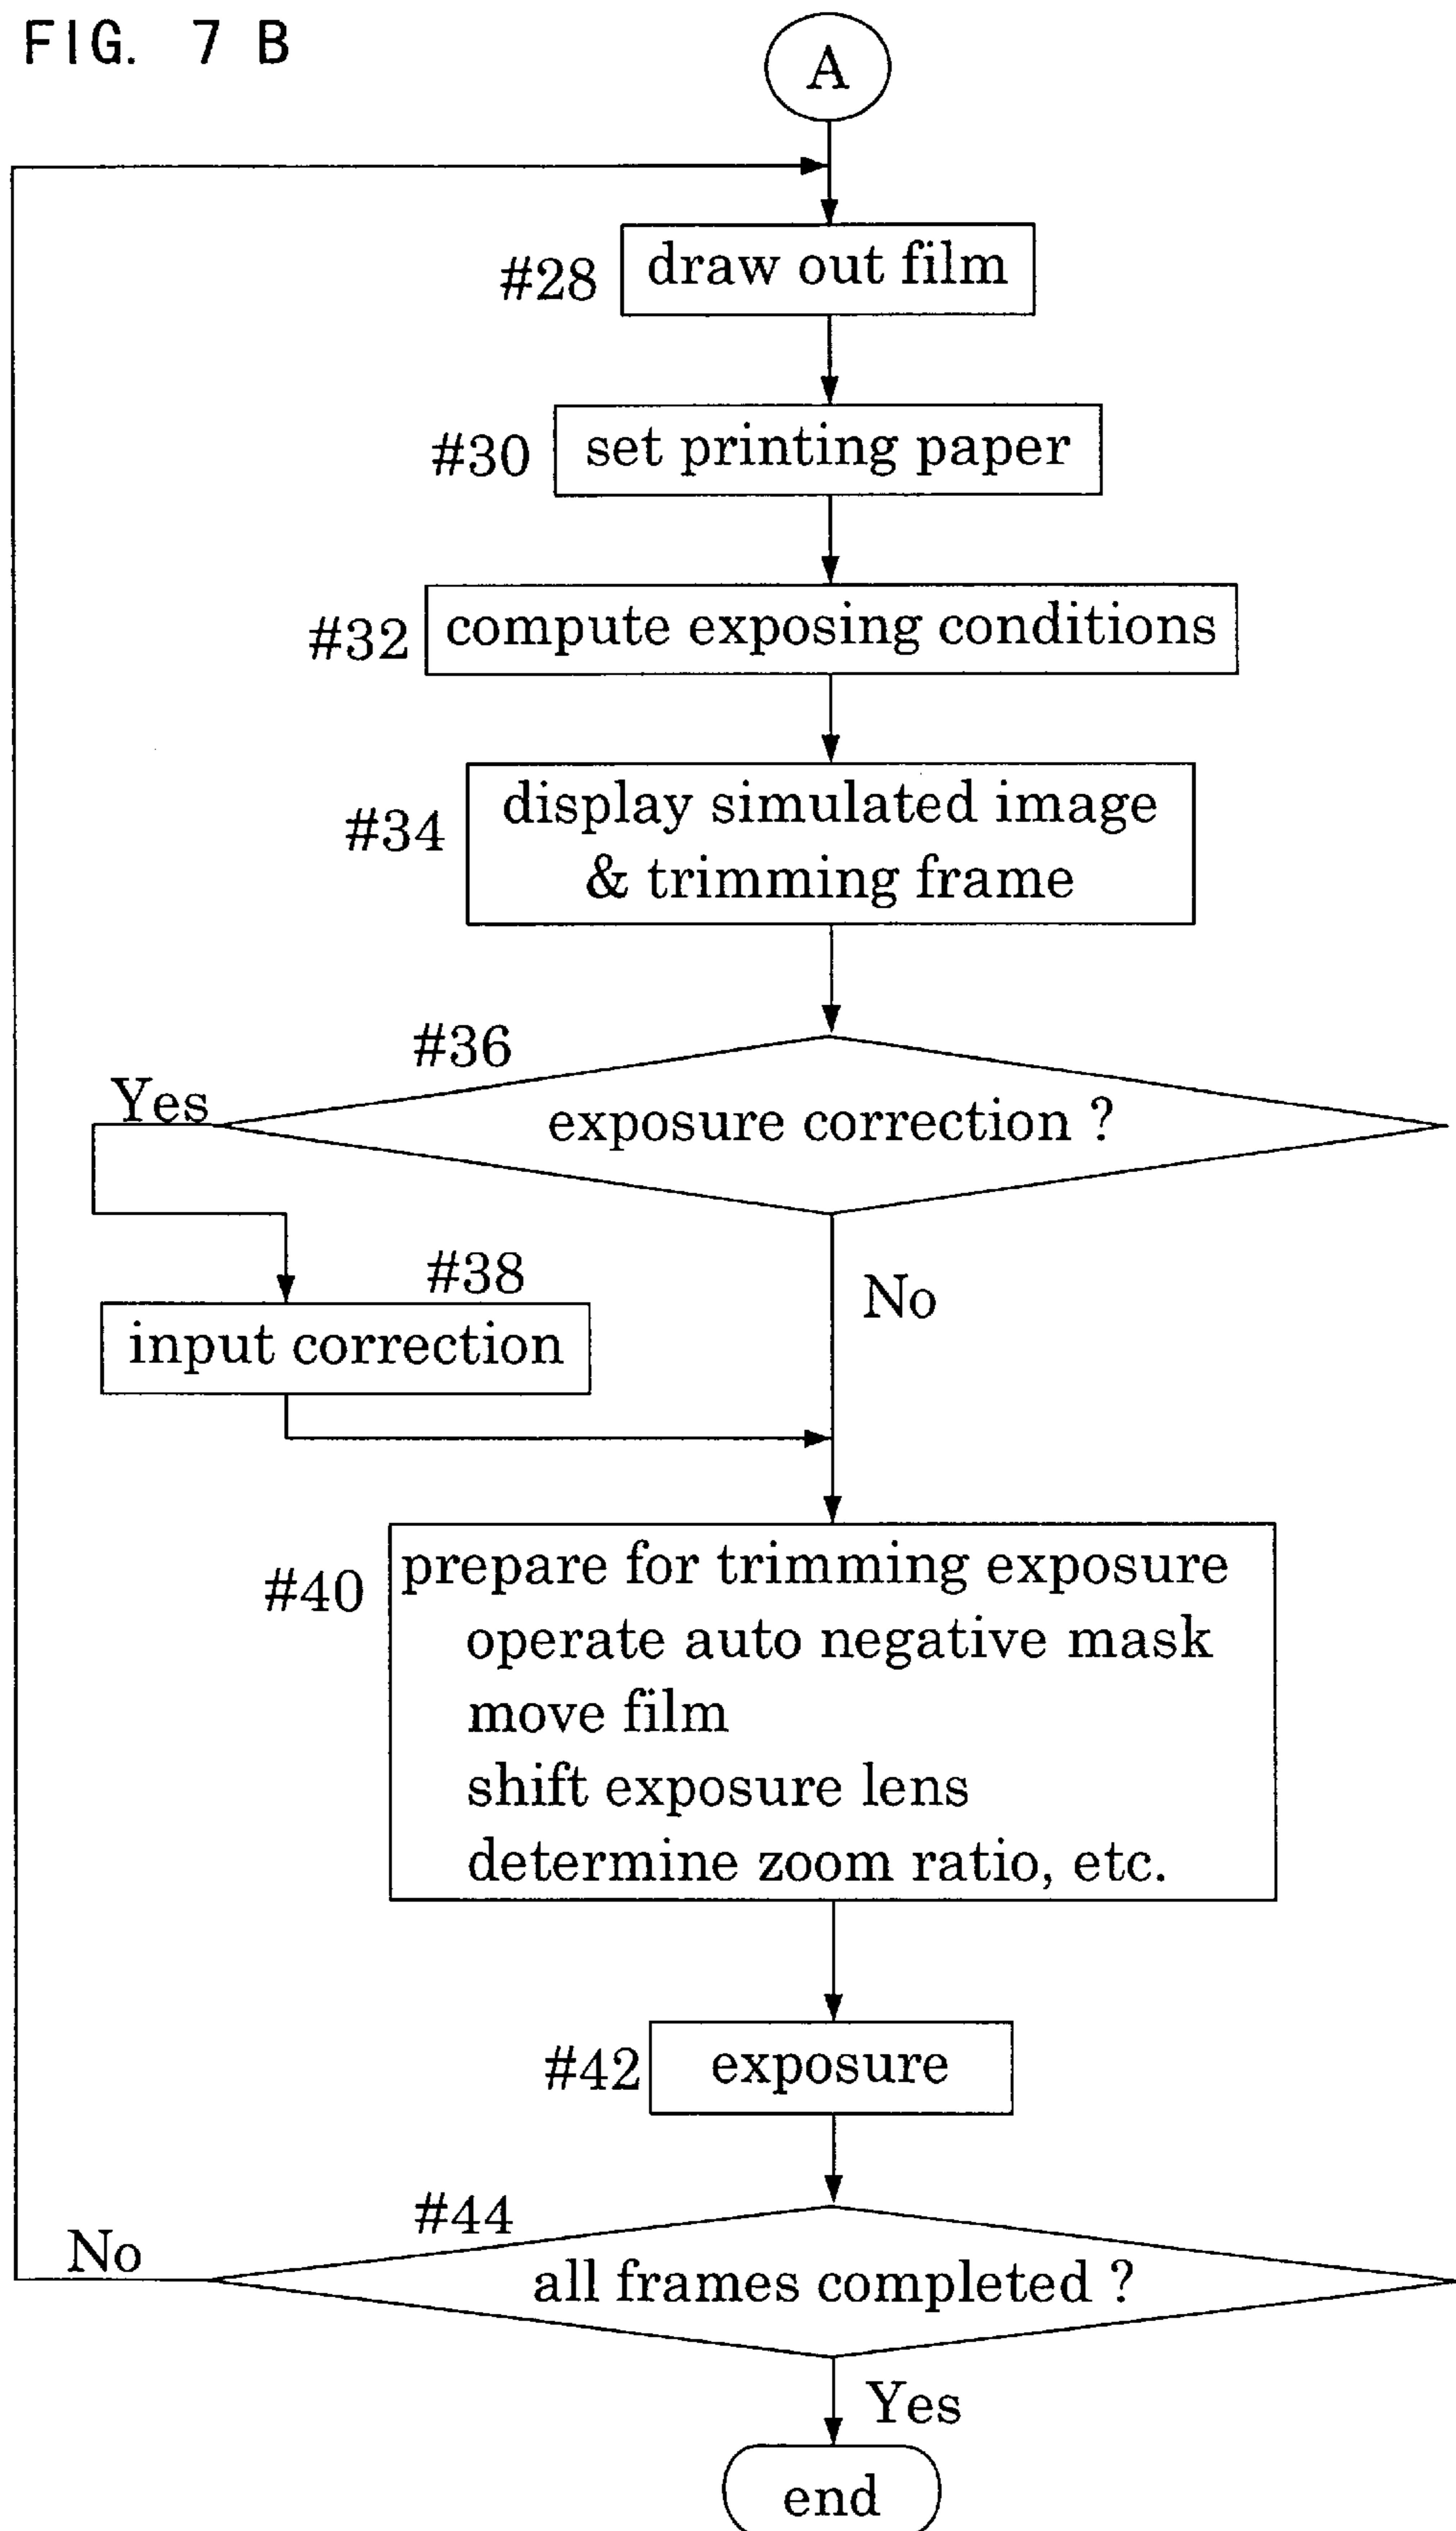 FIG. 7 B
A
#28
draw out film
#30
set printing paper
#32
compute exposing conditions
#34
display simulated image
& trimming frame
#36
Yes
exposure correction ?
#38
No
input correction
#40
prepare for trimming exposure
operate auto negative mask
move film
shift exposure lens
determine zoom ratio, etc.
#42
exposure
#44
No
all frames completed ?
Yes
end